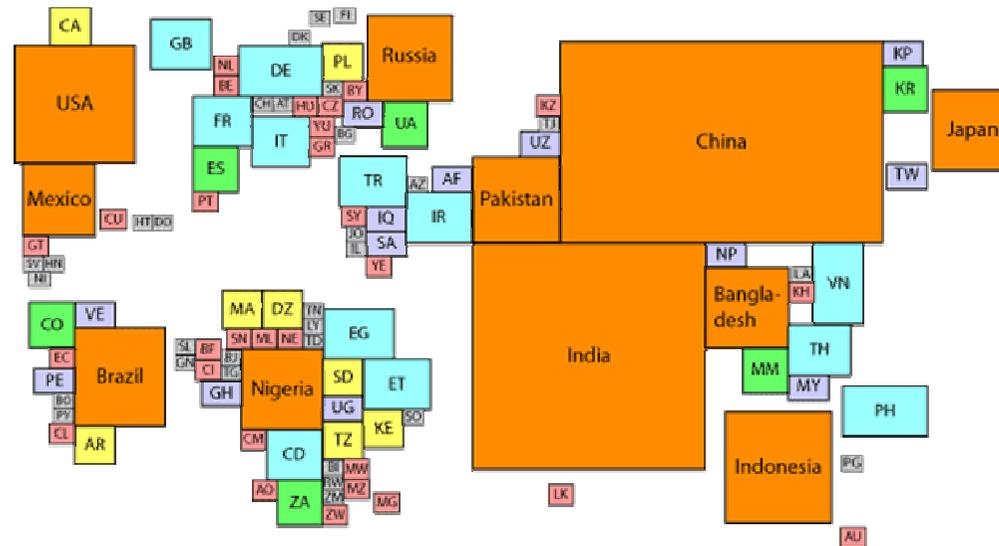 CA
USA
Mexico
CU
HT
DO
GT
SV
HN
NI
GB
SE
FI
DK
NL
BE
DE
PL
Russia
SK
BY
CH
AT
HU
CZ
RO
UA
FR
IT
YU
BG
GR
ES
PT
TR
AZ
AF
SY
IQ
IR
JO
IL
SA
YE
KZ
TJ
UZ
Pakistan
China
KP
KR
Japan
TW
India
NP
Bangla-
desh
LA
KH
VN
MM
TH
MY
PH
Indonesia
PG
LK
AU
CO
VE
EC
PE
Brazil
BO
PY
CL
AR
MA
DZ
TN
LY
TD
EG
SN
ML
NE
SL
GN
BF
CI
BJ
TG
GH
Nigeria
SD
ET
UG
SO
KE
TZ
CM
CD
BI
RW
MW
MZ
ZM
AO
ZA
ZW
MG